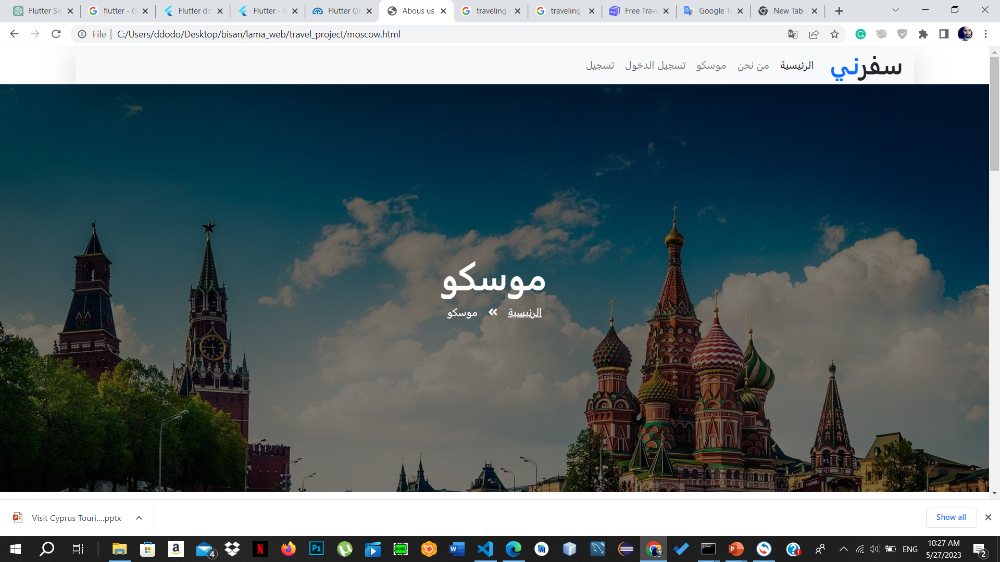 Flutter Sin
flutter - G
Flutter do
Flutter - B
Flutter On
Abous us
traveling
traveling
Free Trav
Google Tr
New Tab
File | C:/Users/ddodo/Desktop/bisan/lama_web/travel_project/moscow.html
سفرني
الرئيسية
من نحن
موسكو
تسجيل الدخول
تسجيل
موسكو
الرئيسية » موسكو
Visit Cyprus Touri....pptx
Show all
4
ENG
10:27 AM
5/27/2023
2